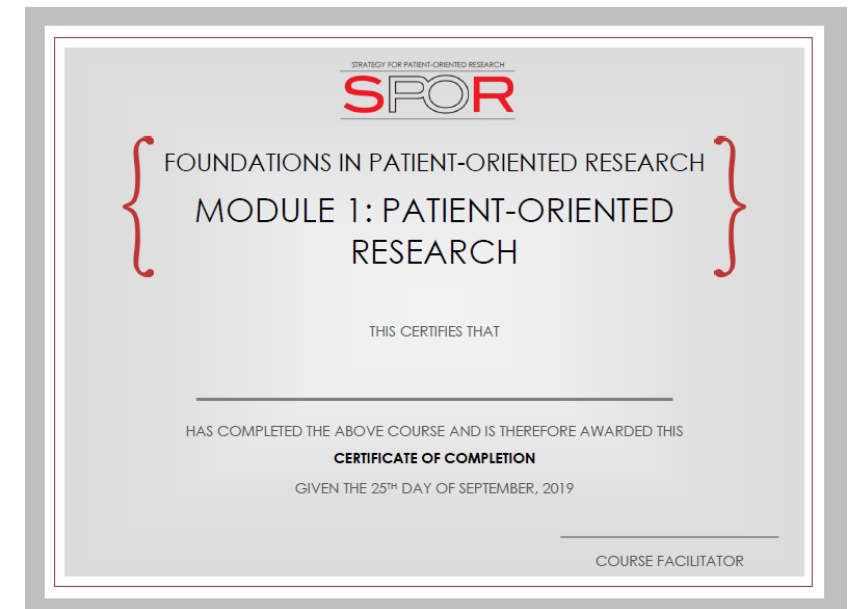 STRATEGY FOR PATIENT-ORIENTED RESEARCH
SPOR
FOUNDATIONS IN PATIENT-ORIENTED RESEARCH
MODULE 1: PATIENT-ORIENTED
RESEARCH
THIS CERTIFIES THAT
HAS COMPLETED THE ABOVE COURSE AND IS THEREFORE AWARDED THIS
CERTIFICATE OF COMPLETION
GIVEN THE 25TH DAY OF SEPTEMBER, 2019
COURSE FACILITATOR